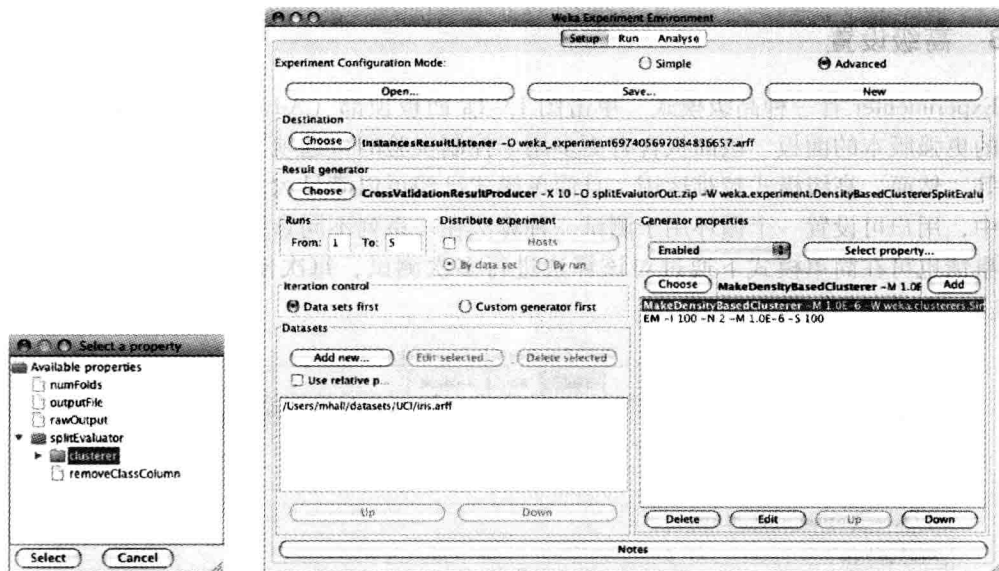 Weka Experiment Environment
Setup Run Analyse
Experiment Configuration Mode: Simple Advanced
Open... Save... New
Destination
Choose InstancesResultListener -O weka_experiment697405697084836657.arff
Result generator
Choose CrossValidationResultProducer -X 10 -O splitEvalutorOut.zip -W weka.experiment.DensityBasedClustererSplitEvalu
Runs
From: 1 To: 5
Distribute experiment
Hosts
By data set By run
Generator properties
Enabled Select property...
Choose MakeDensityBasedClusterer -M 1.0E Add
MakeDensityBasedClusterer -M 1.0E-6 -W weka.clusterers.Sim
EM -I 100 -N 2 -M 1.0E-6 -S 100
Iteration control
Data sets first Custom generator first
Datasets
Add new... Edit selected... Delete selected
Use relative p...
/Users/mhall/datasets/UCI/iris.arff
Up Down
Delete Edit Up Down
Notes
Select a property
Available properties
numFolds
outputFile
rawOutput
splitEvaluator
clusterer
removeClassColumn
Select Cancel